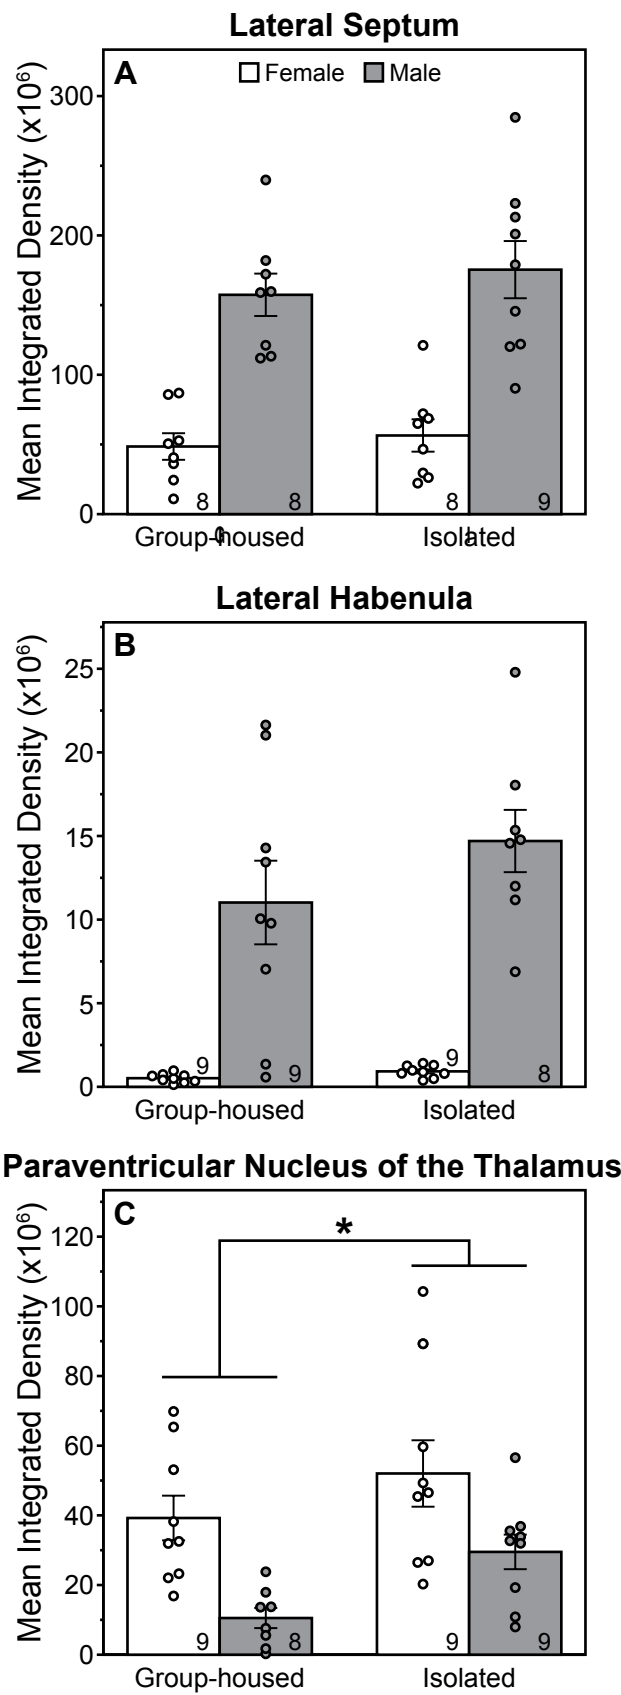 Lateral Septum
A
Female Male
Mean Integrated Density (x10⁶)
300
200
100
0
8 8 8 9
Group-housed Isolated
Lateral Habenula
B
Mean Integrated Density (x10⁶)
25
20
15
10
5
0
9 9 9 8
Group-housed Isolated
Paraventricular Nucleus of the Thalamus
C
*
Mean Integrated Density (x10⁶)
120
100
80
60
40
20
0
9 8 9 9
Group-housed Isolated